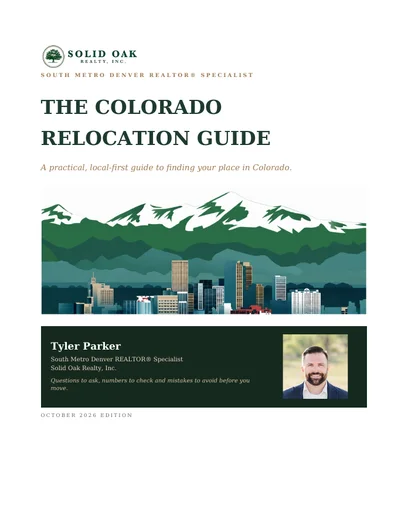 SOLID OAK
REALTY, INC.
SOUTH METRO DENVER REALTOR® SPECIALIST
THE COLORADO
RELOCATION GUIDE
A practical, local-first guide to finding your place in Colorado.
Tyler Parker
South Metro Denver REALTOR® Specialist
Solid Oak Realty, Inc.
Questions to ask, numbers to check and mistakes to avoid before you
move.
OCTOBER 2026 EDITION